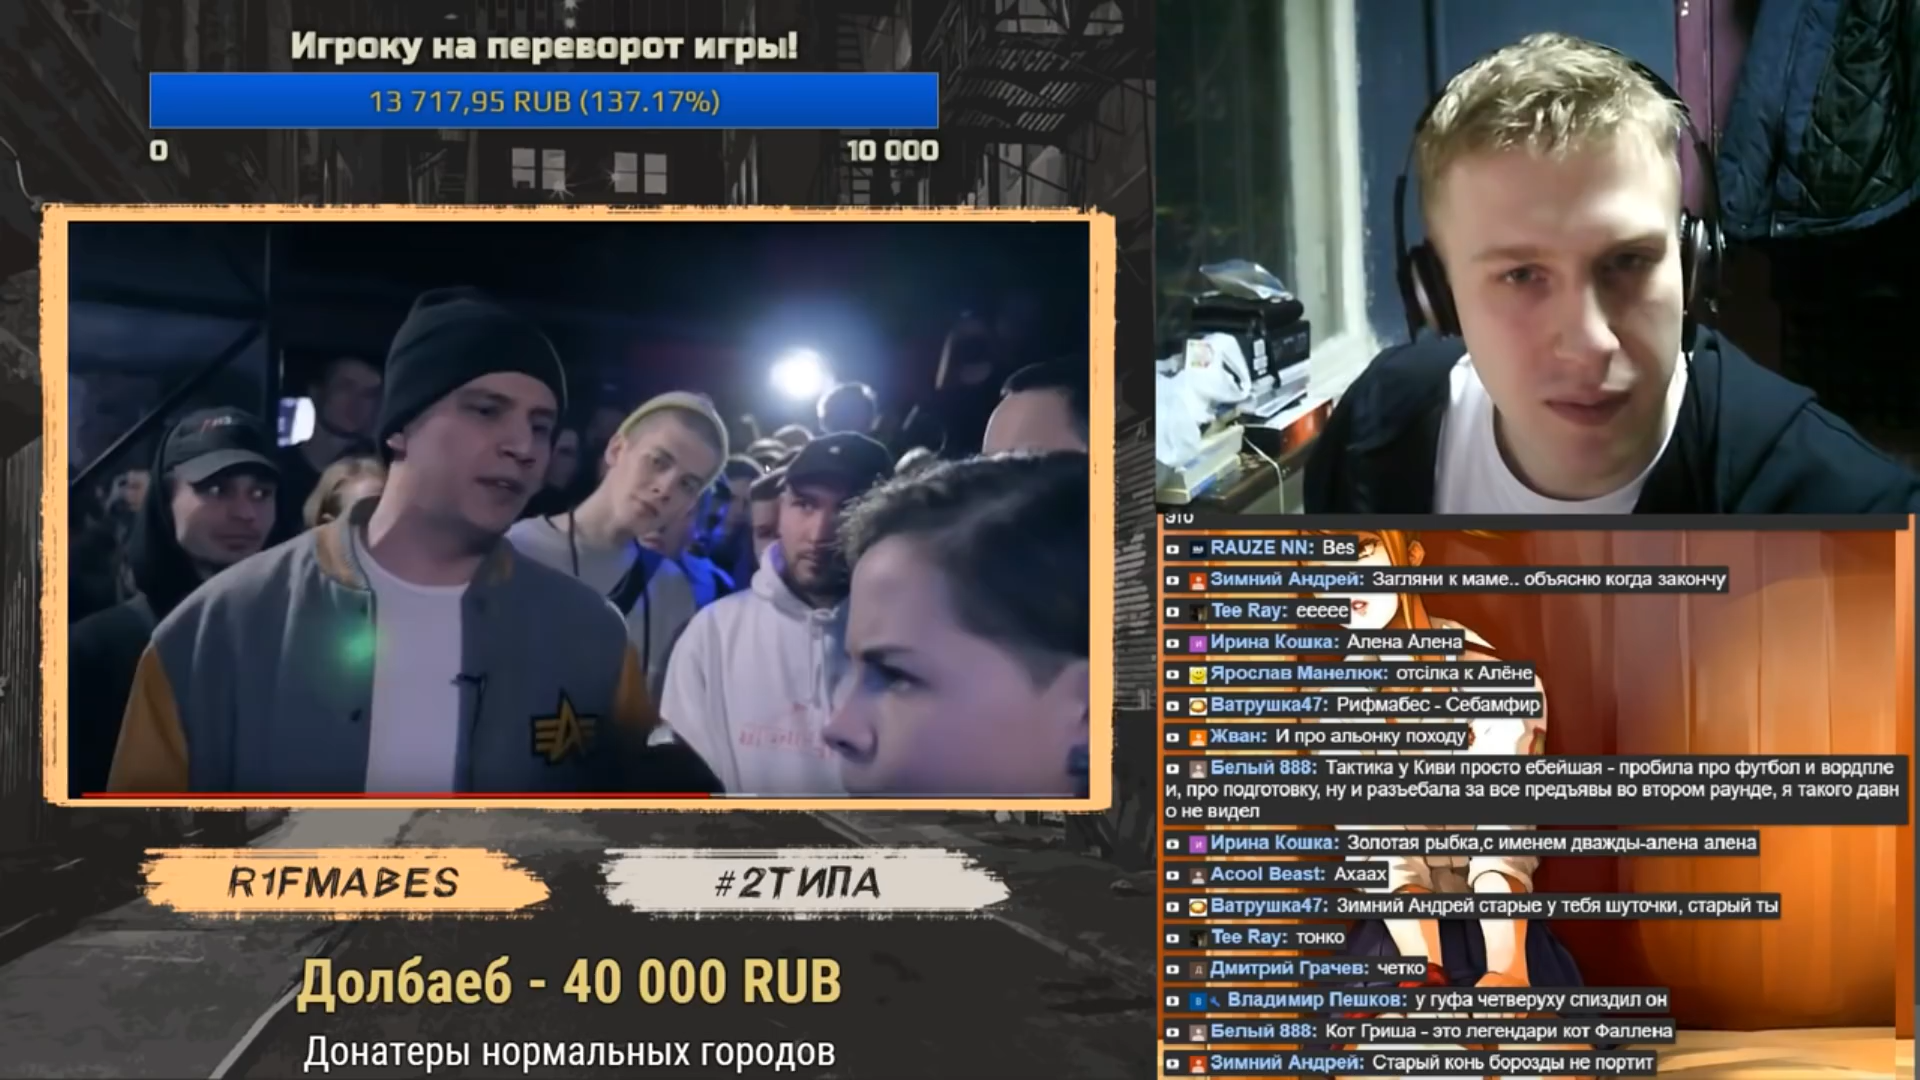 Игроку на переворот игры!
13 717,95 RUB (137.17%)
0
10 000
R1FMABES
#2ТИПА
Долбаеб - 40 000 RUB
Донатеры нормальных городов
RAUZE NN: Bes
Зимний Андрей: Загляни к маме.. обьясню когда закончу
Tee Ray: еееее
Ирина Кошка: Алена Алена
Ярослав Манелюк: отсілка к Алёне
Ватрушка47: Рифмабес - Себамфир
Жван: И про альонку походу
Белый 888: Тактика у Киви просто ебейшая - пробила про футбол и вордпле
и, про подготовку, ну и разъебала за все предъявы во втором раунде, я такого давн
о не видел
Ирина Кошка: Золотая рыбка,с именем дважды-алена алена
Acool Beast: Ахаах
Ватрушка47: Зимний Андрей старые у тебя шуточки, старый ты
Tee Ray: тонко
Дмитрий Грачев: четко
Владимир Пешков: у гуфа четверуху спиздил он
Белый 888: Кот Гриша - это легендари кот Фаллена
Зимний Андрей: Старый конь борозды не портит